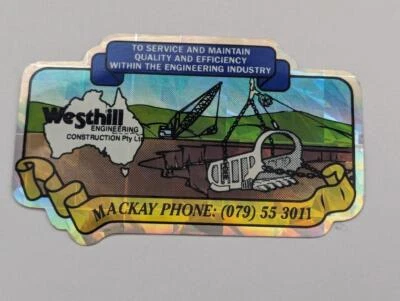 TO SERVICE AND MAINTAIN
QUALITY AND EFFICIENCY
WITHIN THE ENGINEERING INDUSTRY
Westhill
ENGINEERING
CONSTRUCTION Pty Ltd
MACKAY PHONE: (079) 55 3011